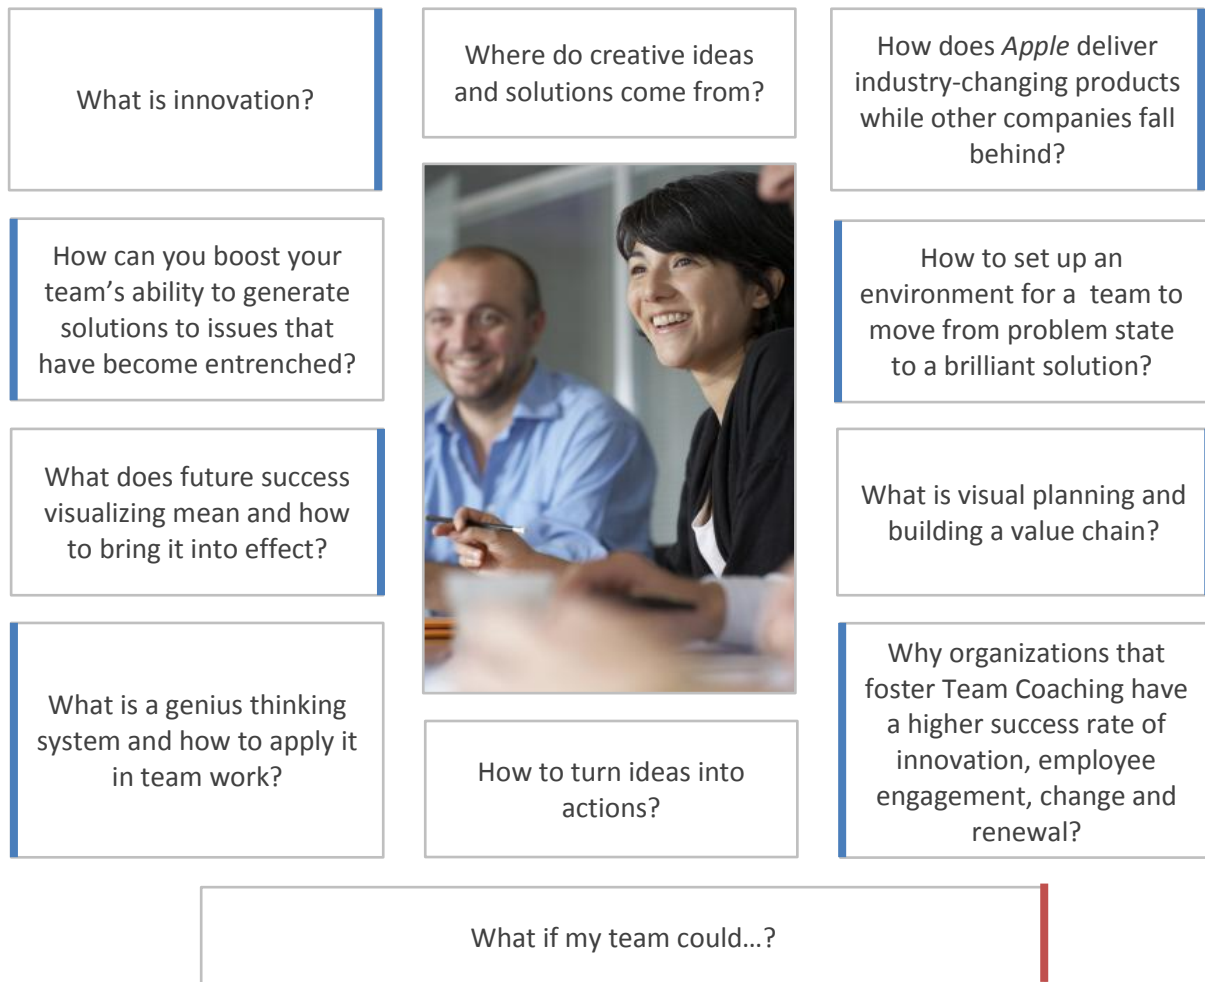 What is innovation?
Where do creative ideas
and solutions come from?
How does Apple deliver
industry-changing products
while other companies fall
behind?
How can you boost your
team’s ability to generate
solutions to issues that
have become entrenched?
How to set up an
environment for a  team to
move from problem state
to a brilliant solution?
What does future success
visualizing mean and how
to bring it into effect?
What is visual planning and
building a value chain?
What is a genius thinking
system and how to apply it
in team work?
How to turn ideas into
actions?
Why organizations that
foster Team Coaching have
a higher success rate of
innovation, employee
engagement, change and
renewal?
What if my team could…?